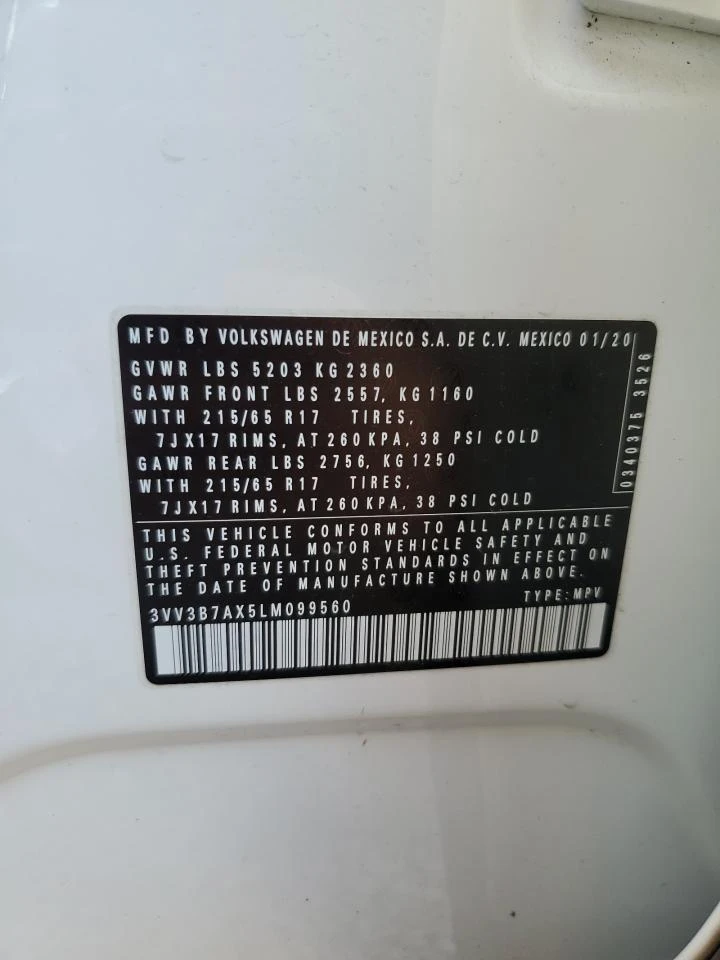 MFD BY VOLKSWAGEN DE MEXICO S.A. DE C.V. MEXICO 01/20
GVWR LBS 5203 KG 2360
GAWR FRONT LBS 2557, KG 1160
WITH 215/65 R17 TIRES,
7JX17 RIMS, AT 260 KPA, 38 PSI COLD
GAWR REAR LBS 2756, KG 1250
WITH 215/65 R17 TIRES,
7JX17 RIMS, AT 260 KPA, 38 PSI COLD
0340375 3526
THIS VEHICLE CONFORMS TO ALL APPLICABLE
U.S. FEDERAL MOTOR VEHICLE SAFETY AND
THEFT PREVENTION STANDARDS IN EFFECT ON
THE DATE OF MANUFACTURE SHOWN ABOVE.
3VV3B7AX5LM099560 TYPE: MPV